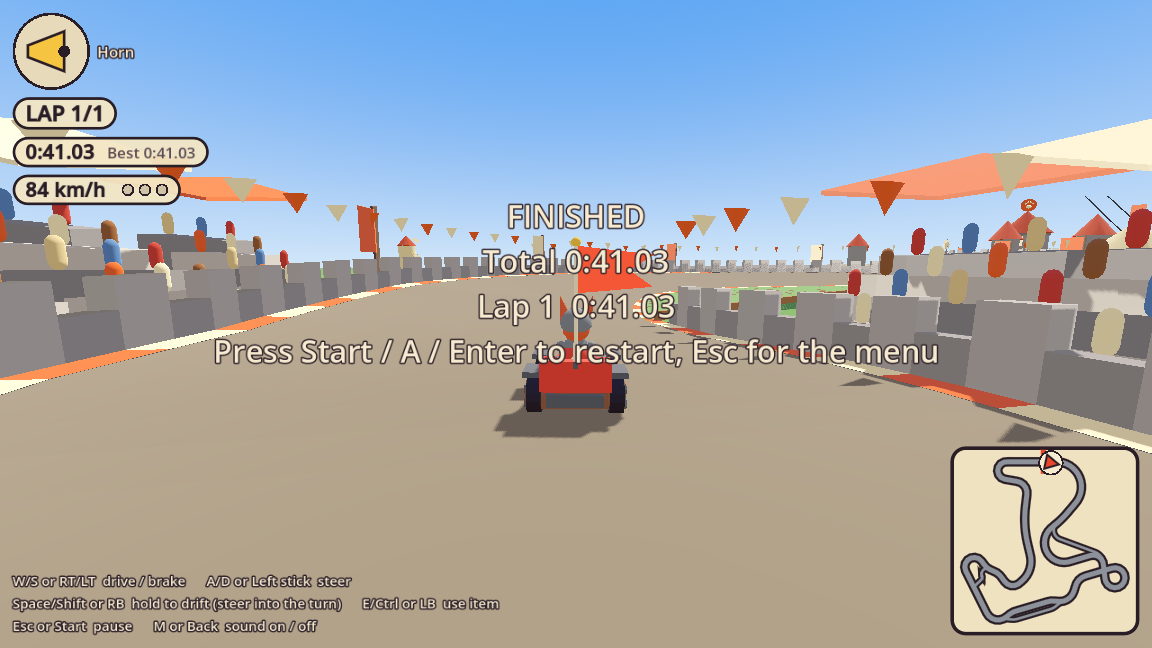 Horn
LAP 1/1
0:41.03 Best 0:41.03
84 km/h
FINISHED
Total 0:41.03
Lap 1 0:41.03
Press Start / A / Enter to restart, Esc for the menu
W/S or RT/LT drive / brake A/D or Left stick steer
Space/Shift or RB hold to drift (steer into the turn) E/Ctrl or LB use item
Esc or Start pause M or Back sound on / off